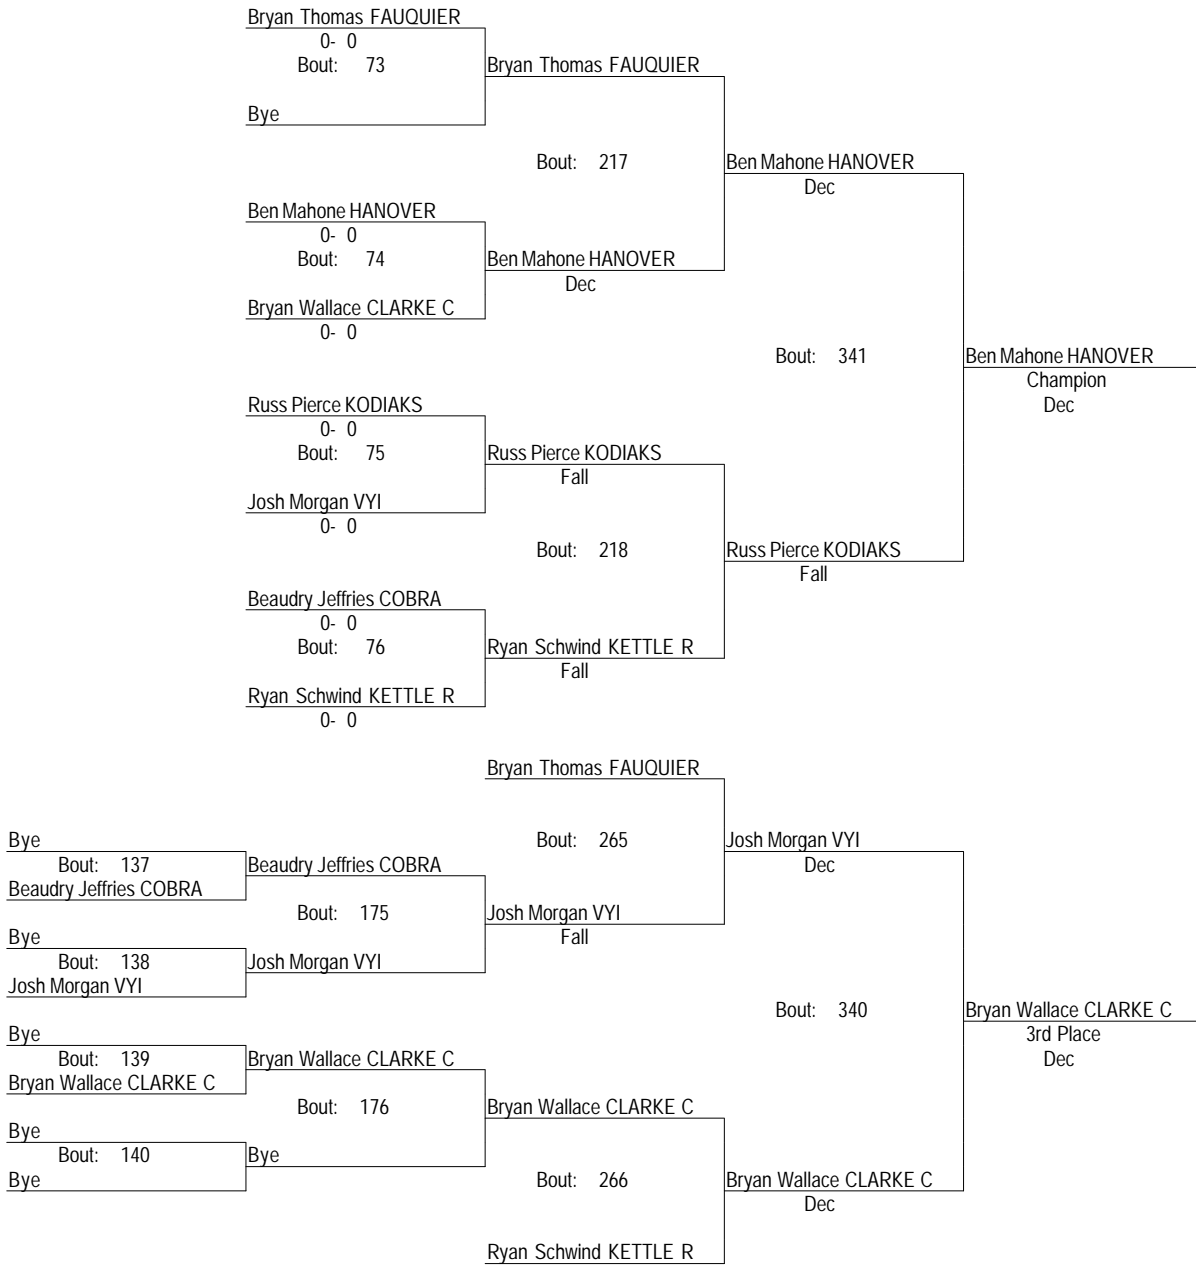 Bryan Thomas FAUQUIER
0- 0
Bout: 73
Bryan Thomas FAUQUIER
Bye
Bout: 217
Ben Mahone HANOVER
Dec
Ben Mahone HANOVER
0- 0
Bout: 74
Ben Mahone HANOVER
Dec
Bryan Wallace CLARKE C
0- 0
Bout: 341
Ben Mahone HANOVER
Champion
Dec
Russ Pierce KODIAKS
0- 0
Bout: 75
Russ Pierce KODIAKS
Fall
Josh Morgan VYI
0- 0
Bout: 218
Russ Pierce KODIAKS
Fall
Beaudry Jeffries COBRA
0- 0
Bout: 76
Ryan Schwind KETTLE R
Fall
Ryan Schwind KETTLE R
0- 0
Bryan Thomas FAUQUIER
Bout: 265
Josh Morgan VYI
Dec
Bye
Bout: 137
Beaudry Jeffries COBRA
Beaudry Jeffries COBRA
Bout: 175
Josh Morgan VYI
Fall
Bye
Bout: 138
Josh Morgan VYI
Josh Morgan VYI
Bout: 340
Bryan Wallace CLARKE C
3rd Place
Dec
Bye
Bout: 139
Bryan Wallace CLARKE C
Bryan Wallace CLARKE C
Bout: 176
Bryan Wallace CLARKE C
Bye
Bout: 140
Bye
Bye
Bout: 266
Bryan Wallace CLARKE C
Dec
Ryan Schwind KETTLE R